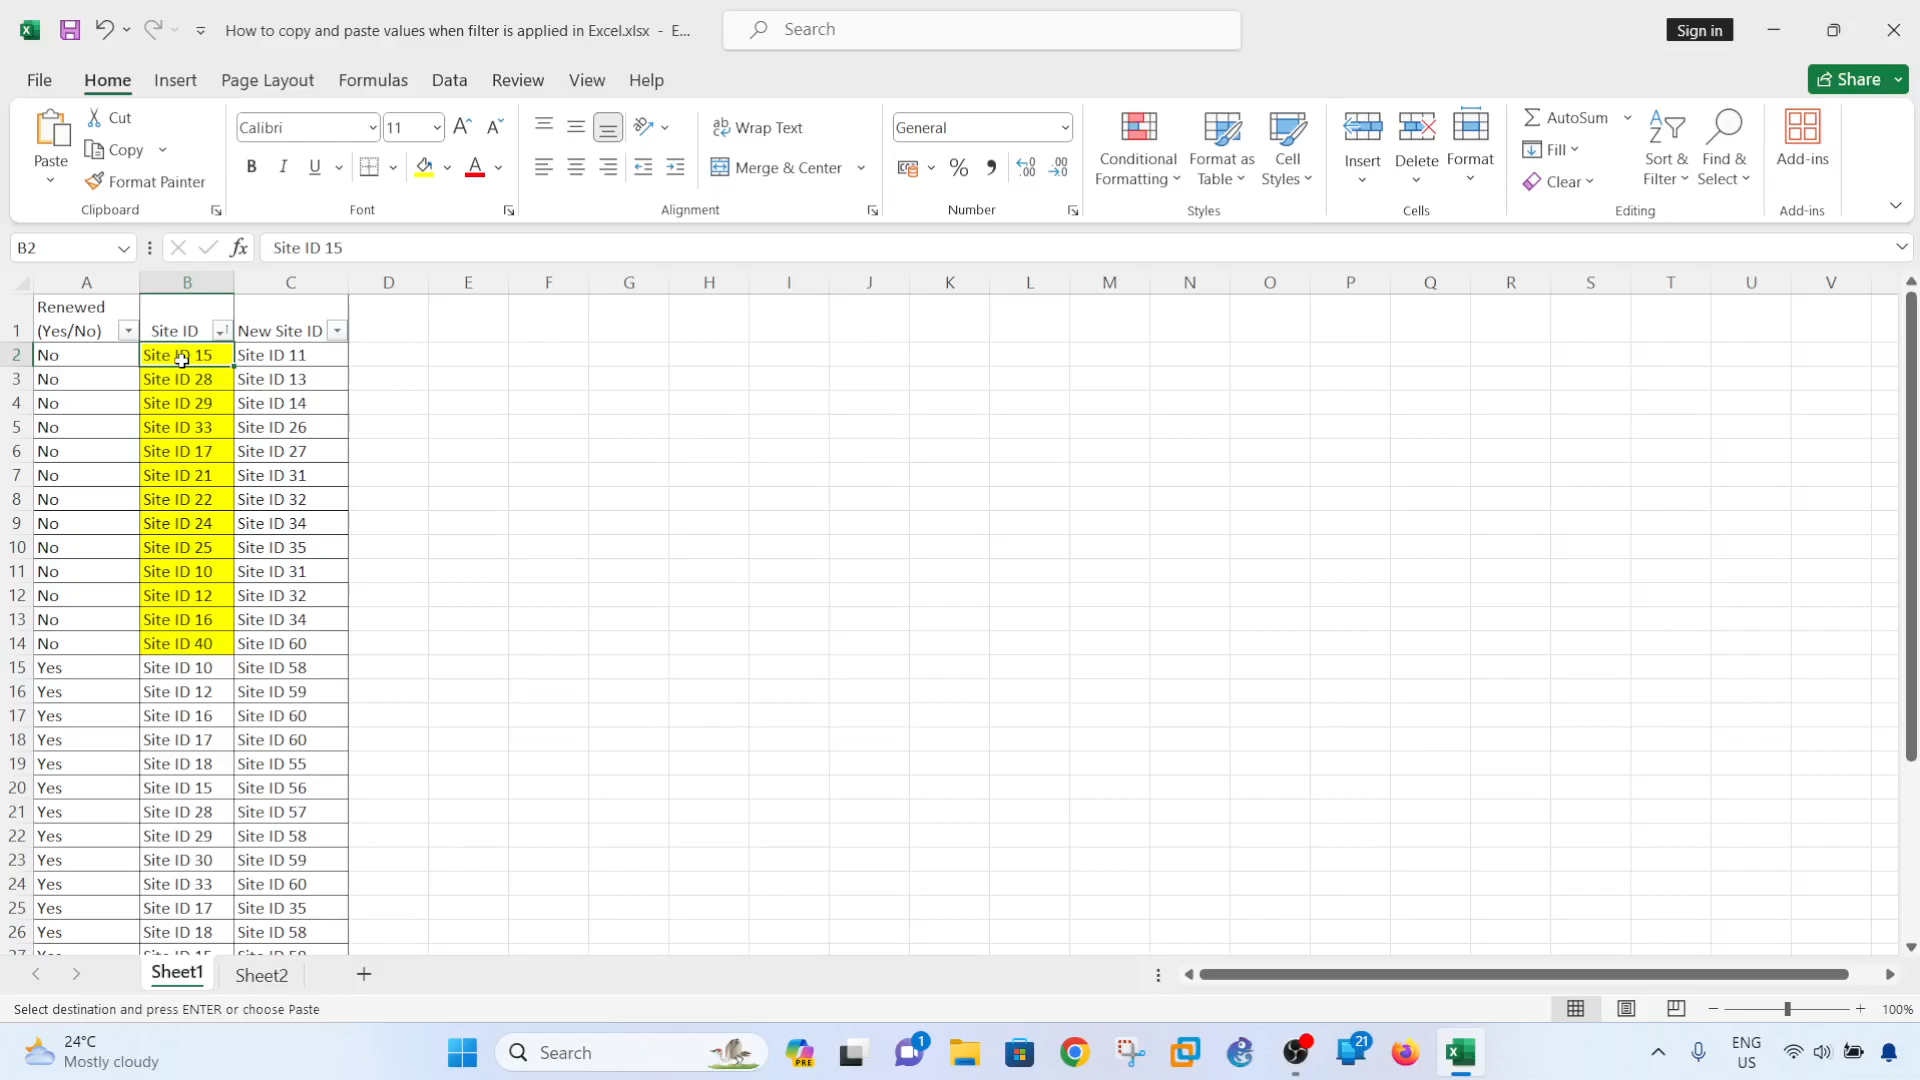 How to copy and paste values when filter is applied in Excel.xlsx - E...
Search
Sign in
File Home Insert Page Layout Formulas Data Review View Help
Share
Paste
Cut
Copy
Format Painter
Clipboard
Calibri 11
B I U A
Font
Wrap Text
Merge & Center
Alignment
General
Number
Conditional Formatting
Format as Table
Cell Styles
Styles
Insert Delete Format
Cells
AutoSum
Fill
Clear
Sort & Filter
Find & Select
Editing
Add-ins
Add-ins
B2 fx Site ID 15
A B C D E F G H I J K L M N O P Q R S T U V
1 Renewed (Yes/No) Site ID New Site ID
2 No Site ID 15 Site ID 11
3 No Site ID 28 Site ID 13
4 No Site ID 29 Site ID 14
5 No Site ID 33 Site ID 26
6 No Site ID 17 Site ID 27
7 No Site ID 21 Site ID 31
8 No Site ID 22 Site ID 32
9 No Site ID 24 Site ID 34
10 No Site ID 25 Site ID 35
11 No Site ID 10 Site ID 31
12 No Site ID 12 Site ID 32
13 No Site ID 16 Site ID 34
14 No Site ID 40 Site ID 60
15 Yes Site ID 10 Site ID 58
16 Yes Site ID 12 Site ID 59
17 Yes Site ID 16 Site ID 60
18 Yes Site ID 17 Site ID 60
19 Yes Site ID 18 Site ID 55
20 Yes Site ID 15 Site ID 56
21 Yes Site ID 28 Site ID 57
22 Yes Site ID 29 Site ID 58
23 Yes Site ID 30 Site ID 59
24 Yes Site ID 33 Site ID 60
25 Yes Site ID 17 Site ID 35
26 Yes Site ID 18 Site ID 58
Sheet1 Sheet2
Select destination and press ENTER or choose Paste
100%
24°C
Mostly cloudy
Search
PRE
1
21
ENG
US